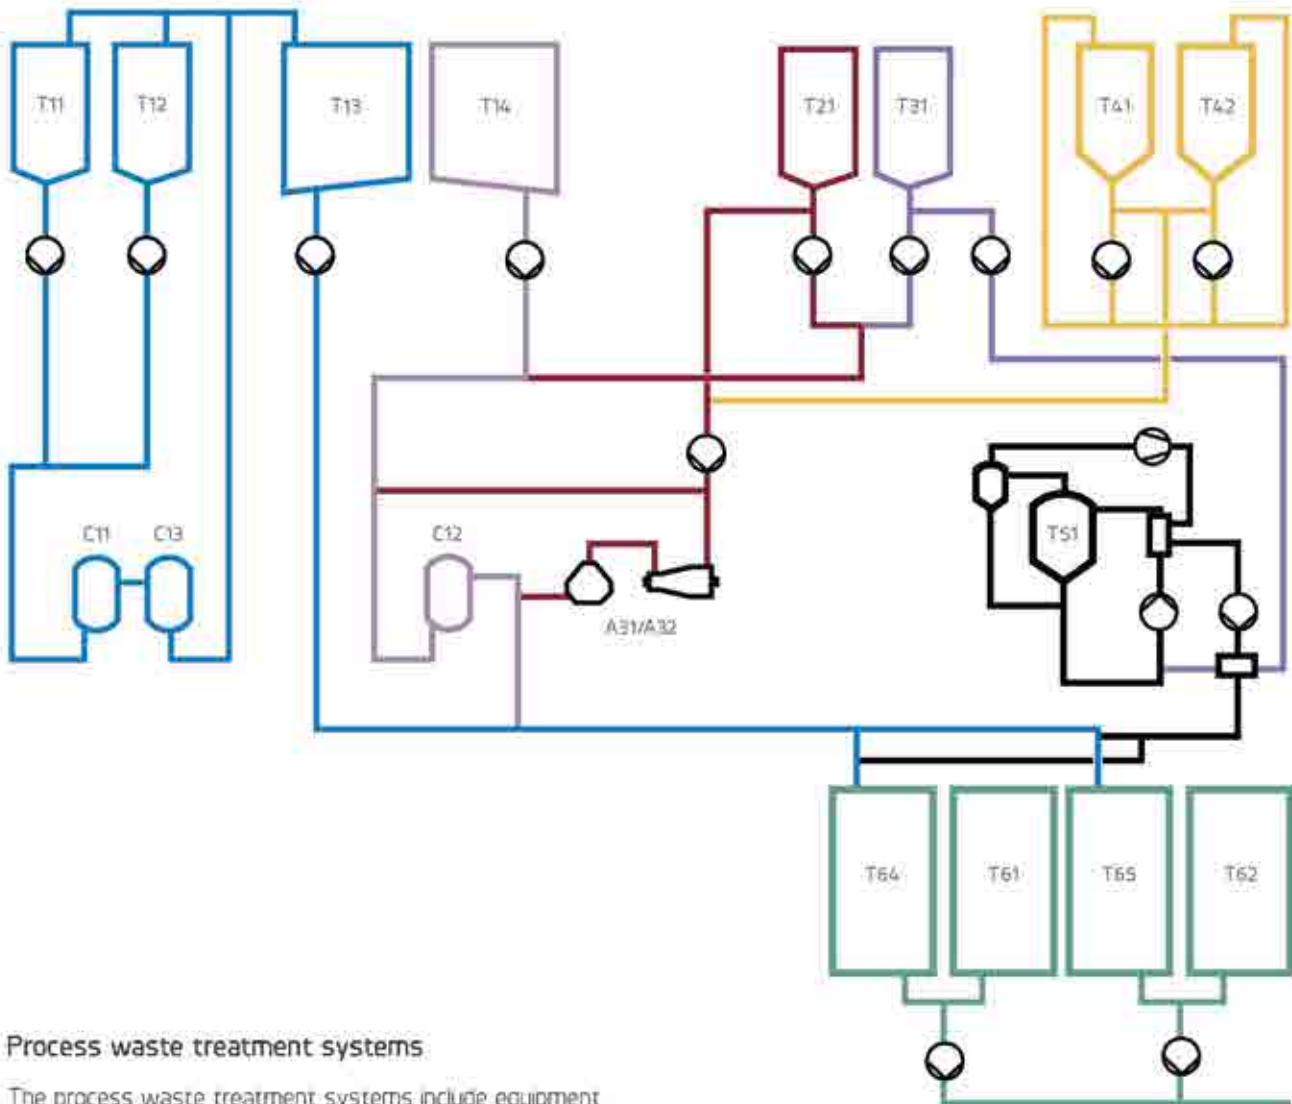 T11
T12
T13
T14
T21
T31
T41
T42
C11
C13
C12
A31/A32
T51
T64
T61
T65
T62
Process waste treatment systems
The process waste treatment systems include equipment